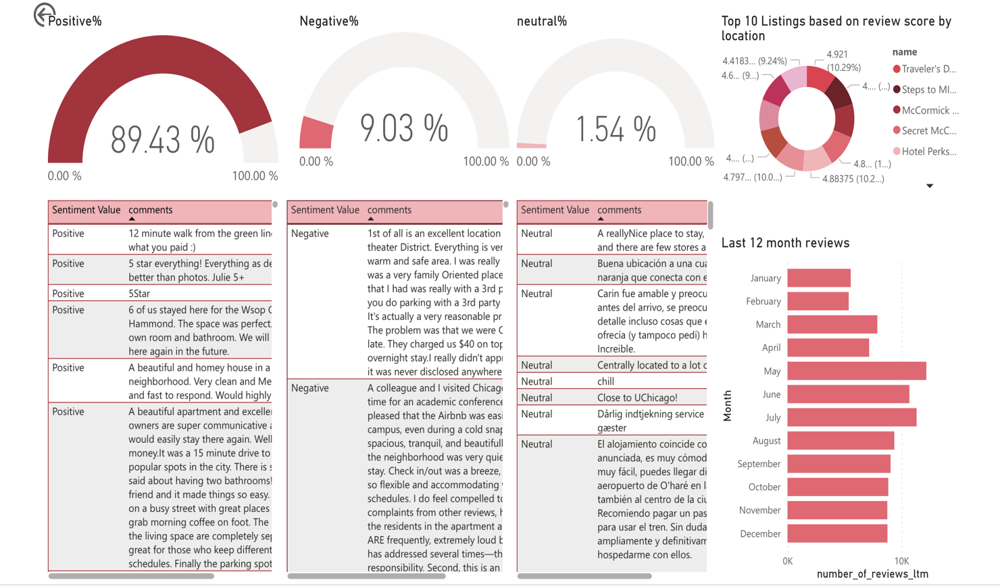 Positive%
89.43 %
0.00 %
100.00 %
Negative%
9.03 %
0.00 %
100.00 %
neutral%
1.54 %
0.00 %
100.00 %
Top 10 Listings based on review score by
location
4.4183... (9.24%)
4.921
(10.29%)
4.6... (9...)
4.... (...)
4.... (...)
4.8... (1...)
4.797... (10.0...)
4.88375 (10.2...)
name
Traveler's D...
Steps to MI...
McCormick ...
Secret McC...
Hotel Perks...
Sentiment Value comments
Positive 12 minute walk from the green line
what you paid :)
Positive 5 star everything! Everything as de
better than photos. Julie 5+
Positive 5Star
Positive 6 of us stayed here for the Wsop C
Hammond. The space was perfect.
own room and bathroom. We will
here again in the future.
Positive A beautiful and homey house in a
neighborhood. Very clean and Me
and fast to respond. Would highly
Positive A beautiful apartment and exceller
owners are super communicative a
would easily stay there again. Well
money.It was a 15 minute drive to
popular spots in the city. There is s
said about having two bathrooms!
friend and it made things so easy.
on a busy street with great places
grab morning coffee on foot. The
the living space are completely sep
great for those who keep different
schedules. Finally the parking spot
Sentiment Value comments
Negative 1st of all is an excellent location
theater District. Everything is ver
warm and safe area. I was really
was a very family Oriented place
that I had was really with a 3rd p
you do parking with a 3rd party
It's actually a very reasonable pr
The problem was that we were C
late. They charged us $40 on top
overnight stay.I really didn't appr
it was never disclosed anywhere
Negative A colleague and I visited Chicago
time for an academic conference
pleased that the Airbnb was easi
campus, even during a cold snap
spacious, tranquil, and beautifull
the neighborhood was very quie
stay. Check in/out was a breeze,
so flexible and accommodating
schedules. I do feel compelled to
complaints from other reviews, h
the residents in the apartment a
ARE frequently, extremely loud b
has addressed several times—th
responsibility. Second, this is an
Sentiment Value comments
Neutral A reallyNice place to stay,
and there are few stores a
Neutral Buena ubicación a una cua
naranja que conecta con e
Neutral Carin fue amable y preocu
antes del arrivo, se preocu
detalle incluso cosas que e
ofrecía (y tampoco pedí) h
Increible.
Neutral Centrally located to a lot c
Neutral chill
Neutral Close to UChicago!
Neutral Dårlig indtjekning service
gæster
Neutral El alojamiento coincide co
anunciada, es muy cómod
muy fácil, puedes llegar di
aeropuerto de O'haré en l
también al centro de la ciu
Recomiendo pagar un pas
para usar el tren. Sin duda
ampliamente y definitivam
hospedarme con ellos.
Last 12 month reviews
Month
January
February
March
April
May
June
July
August
September
October
November
December
0K
10K
number_of_reviews_ltm